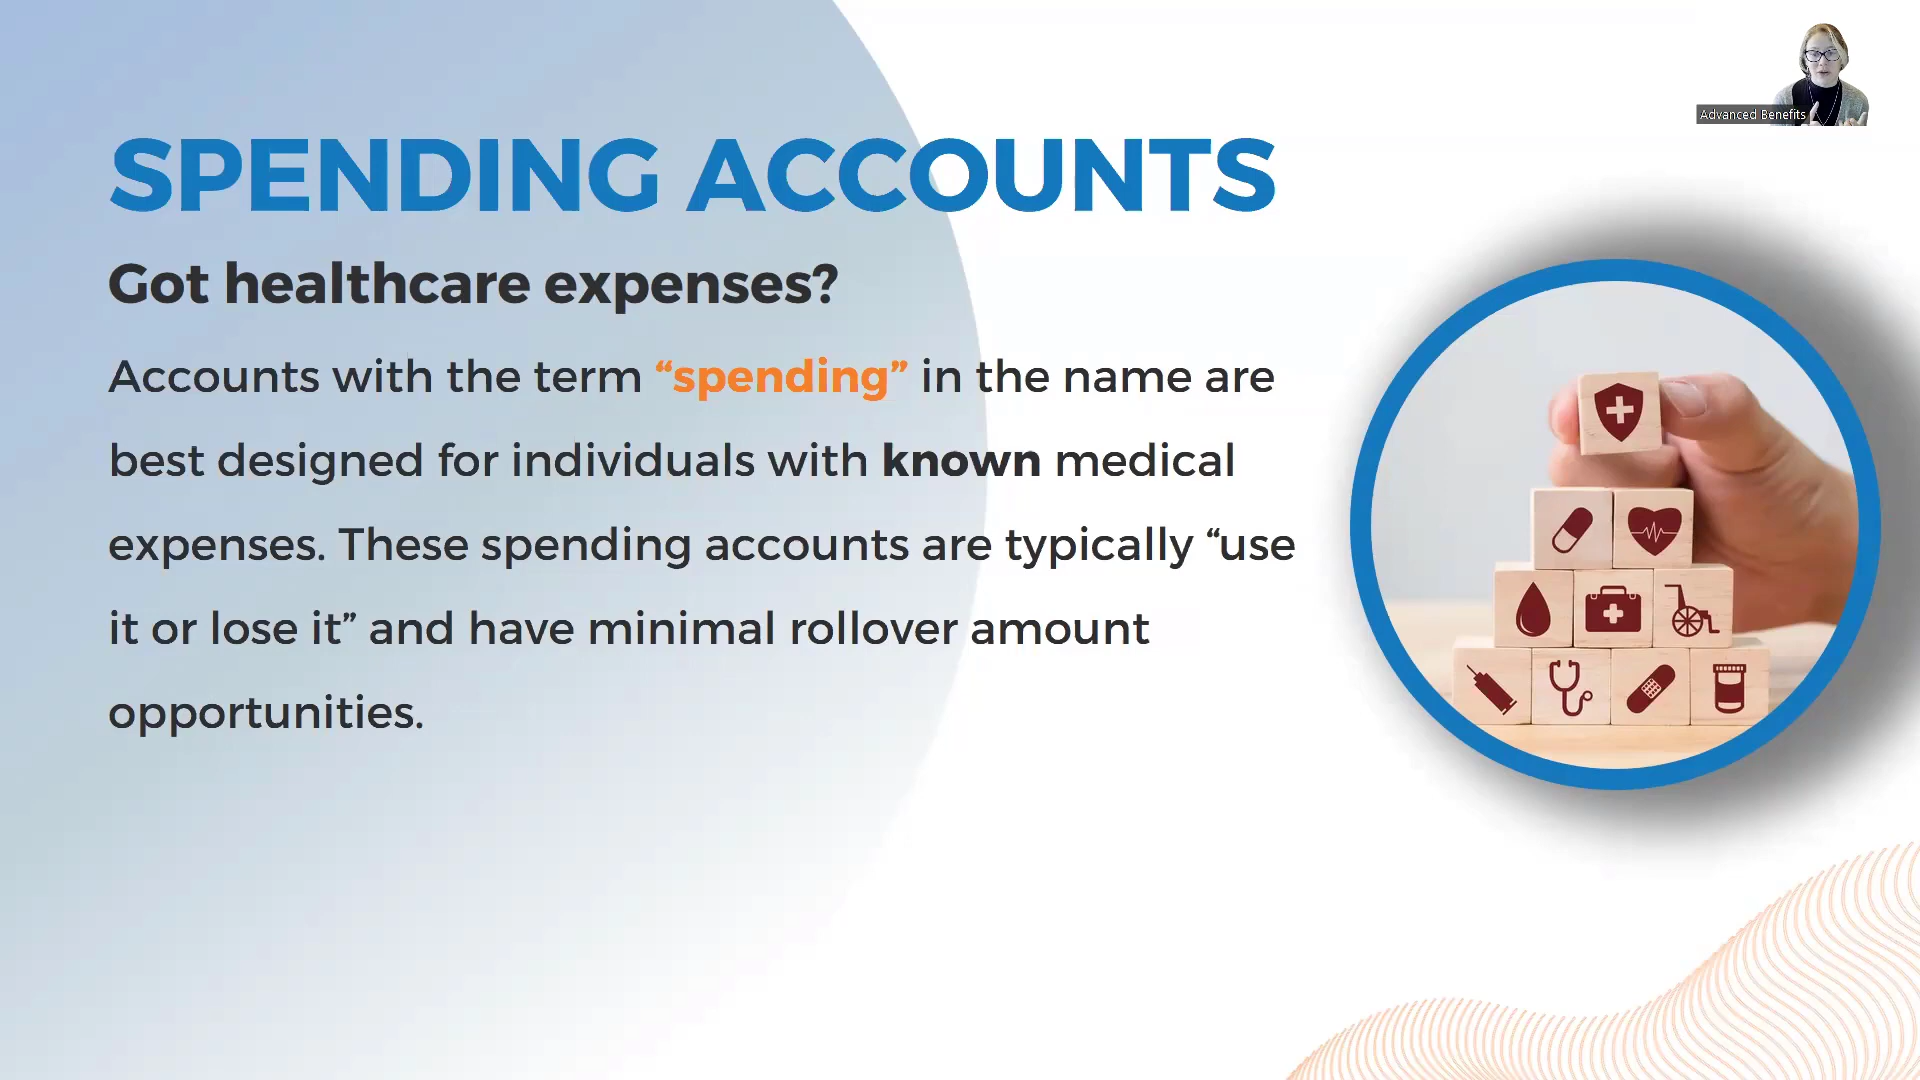 Advanced Benefits
SPENDING ACCOUNTS
Got healthcare expenses?
Accounts with the term “spending” in the name are
best designed for individuals with known medical
expenses. These spending accounts are typically “use
it or lose it” and have minimal rollover amount
opportunities.